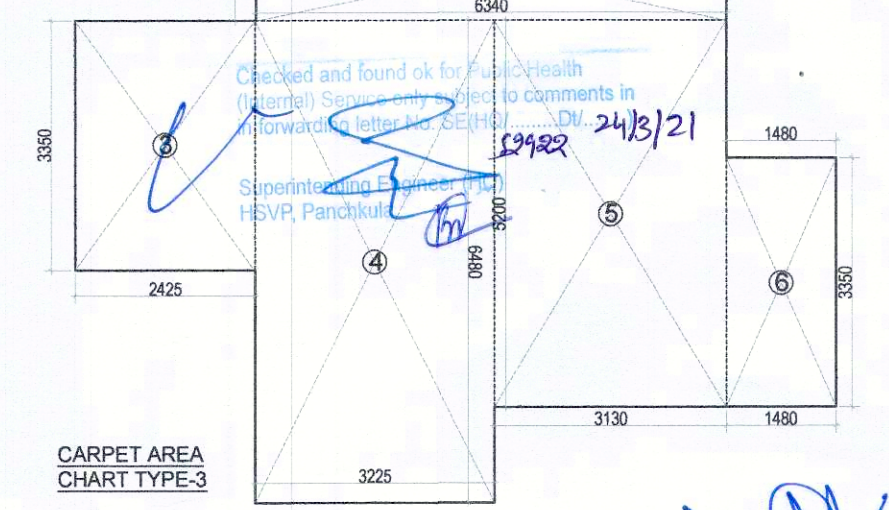 6340
Checked and found ok for Public Health
(Internal) Service only subject to comments in
in forwarding letter No. SE(HQ/.........Dt/...
24/3/21
52922
Superintending Engineer (HQ)
HSVP, Panchkula
3350
3
2425
4
6480
5200
5
3130
3225
1480
6
3350
1480
CARPET AREA
CHART TYPE-3